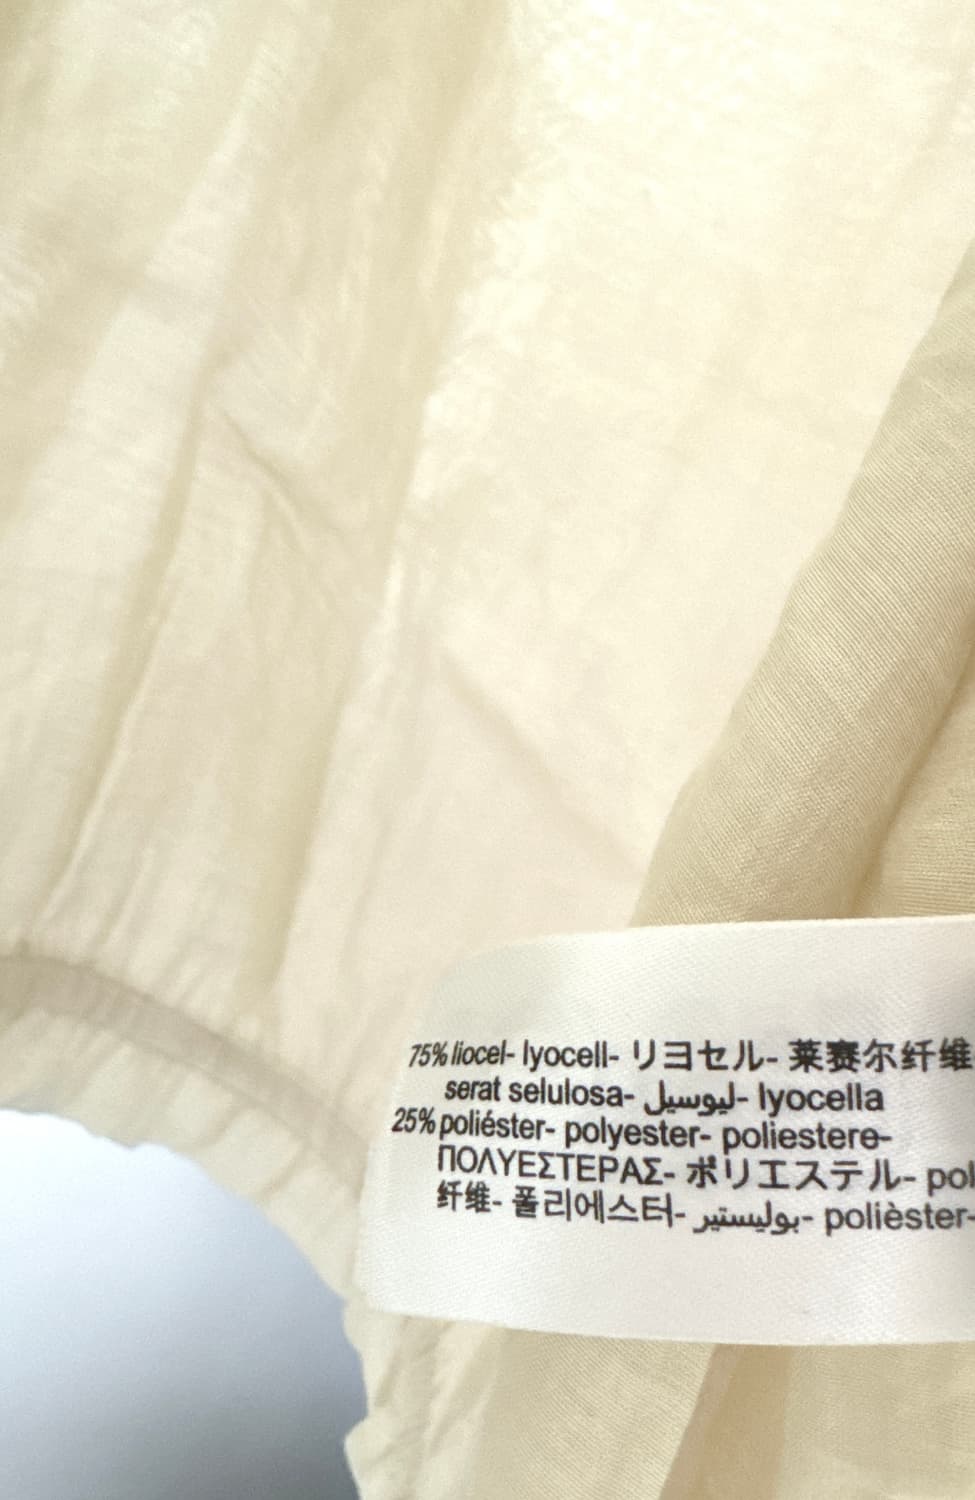 75% liocel- lyocell- リヨセル- 莱赛尔纤维
serat selulosa- ليوسيل- lyocella
25% poliéster- polyester- poliestere-
ΠΟΛΥΕΣΤΕΡΑΣ- ポリエステル- pol
纤维- 폴리에스터- بوليستير- polièster-